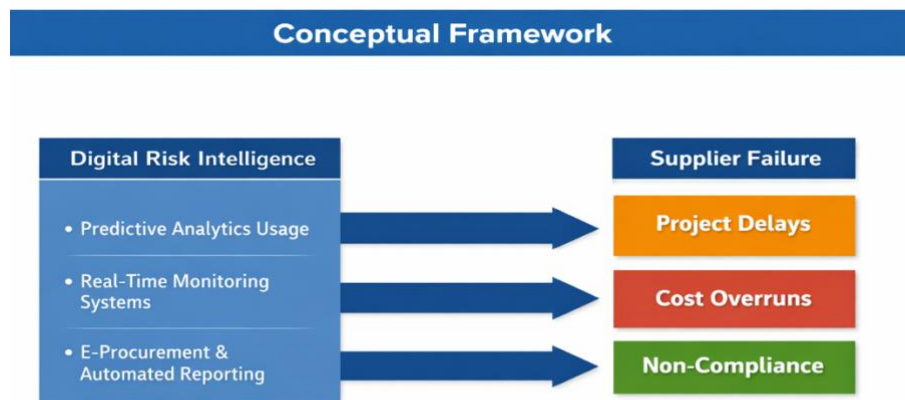 Conceptual Framework
Digital Risk Intelligence
• Predictive Analytics Usage
• Real-Time Monitoring
Systems
• E-Procurement &
Automated Reporting
Supplier Failure
Project Delays
Cost Overruns
Non-Compliance